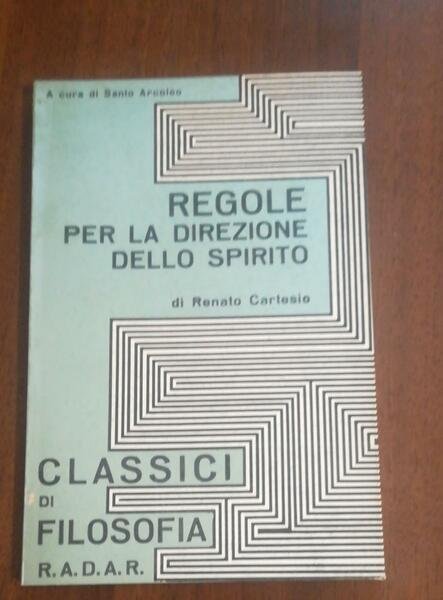 A cura di Santo Arcoleo
REGOLE
PER LA DIREZIONE
DELLO SPIRITO
di Renato Cartesio
CLASSICI
DI
FILOSOFIA
R.A.D.A.R.